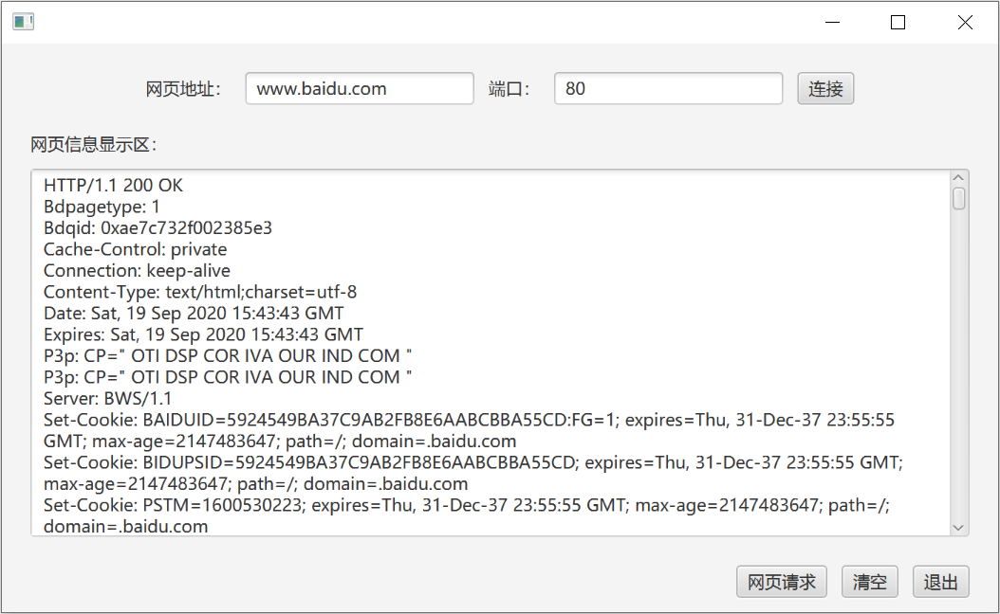 网页地址： www.baidu.com 端口： 80 连接
网页信息显示区：
HTTP/1.1 200 OK
Bdpagetype: 1
Bdqid: 0xae7c732f002385e3
Cache-Control: private
Connection: keep-alive
Content-Type: text/html;charset=utf-8
Date: Sat, 19 Sep 2020 15:43:43 GMT
Expires: Sat, 19 Sep 2020 15:43:43 GMT
P3p: CP=" OTI DSP COR IVA OUR IND COM "
P3p: CP=" OTI DSP COR IVA OUR IND COM "
Server: BWS/1.1
Set-Cookie: BAIDUID=5924549BA37C9AB2FB8E6AABCBBA55CD:FG=1; expires=Thu, 31-Dec-37 23:55:55
GMT; max-age=2147483647; path=/; domain=.baidu.com
Set-Cookie: BIDUPSID=5924549BA37C9AB2FB8E6AABCBBA55CD; expires=Thu, 31-Dec-37 23:55:55 GMT;
max-age=2147483647; path=/; domain=.baidu.com
Set-Cookie: PSTM=1600530223; expires=Thu, 31-Dec-37 23:55:55 GMT; max-age=2147483647; path=/;
domain=.baidu.com
网页请求 清空 退出